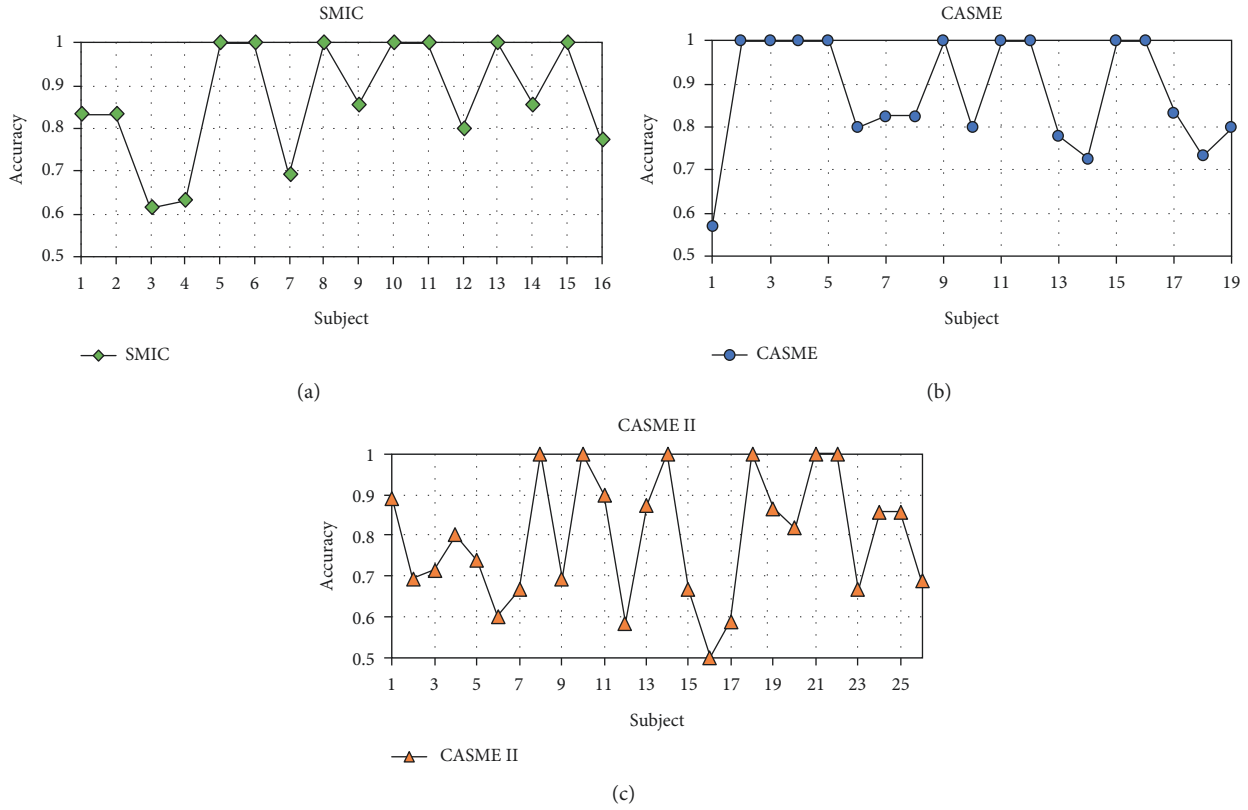 SMIC
1
0.9
0.8
0.7
0.6
0.5
Accuracy
1 2 3 4 5 6 7 8 9 10 11 12 13 14 15 16
Subject
SMIC
(a)
CASME
1
0.9
0.8
0.7
0.6
0.5
Accuracy
1 3 5 7 9 11 13 15 17 19
Subject
CASME
(b)
CASME II
1
0.9
0.8
0.7
0.6
0.5
Accuracy
1 3 5 7 9 11 13 15 17 19 21 23 25
Subject
CASME II
(c)